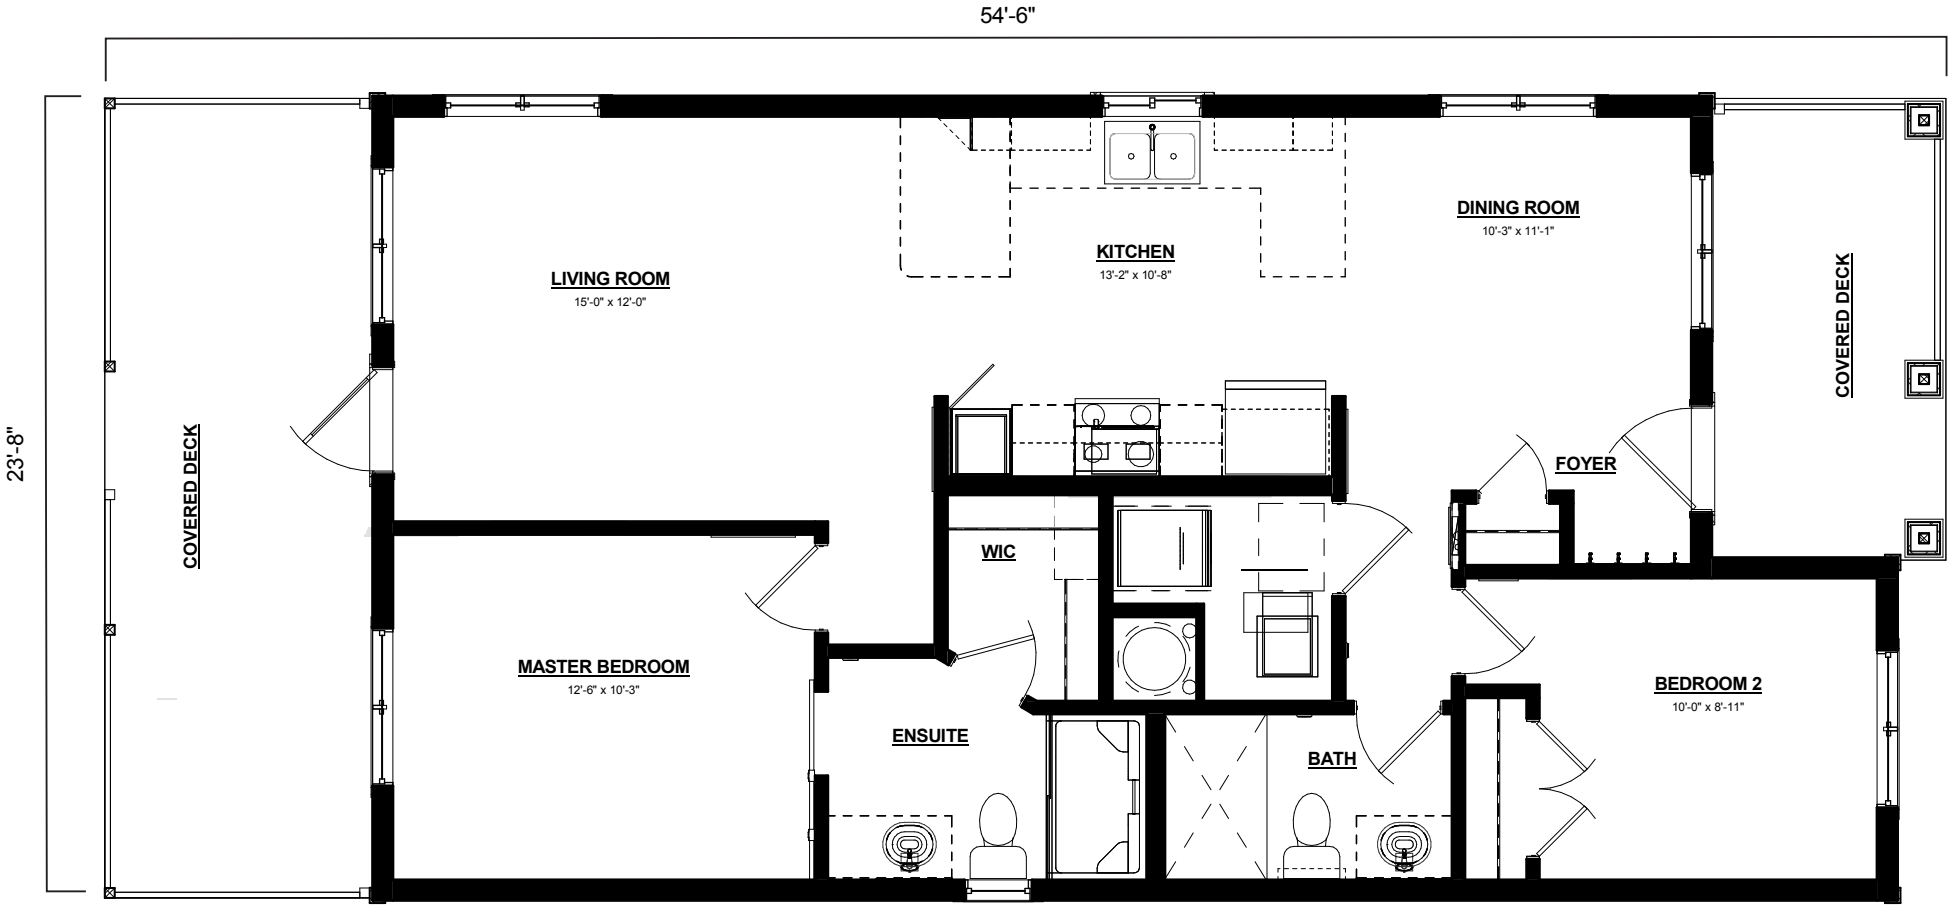 54'-6"
23'-8"
COVERED DECK
LIVING ROOM
15'-0" x 12'-0"
KITCHEN
13'-2" x 10'-8"
DINING ROOM
10'-3" x 11'-1"
COVERED DECK
FOYER
WIC
MASTER BEDROOM
12'-6" x 10'-3"
ENSUITE
BATH
BEDROOM 2
10'-0" x 8'-11"